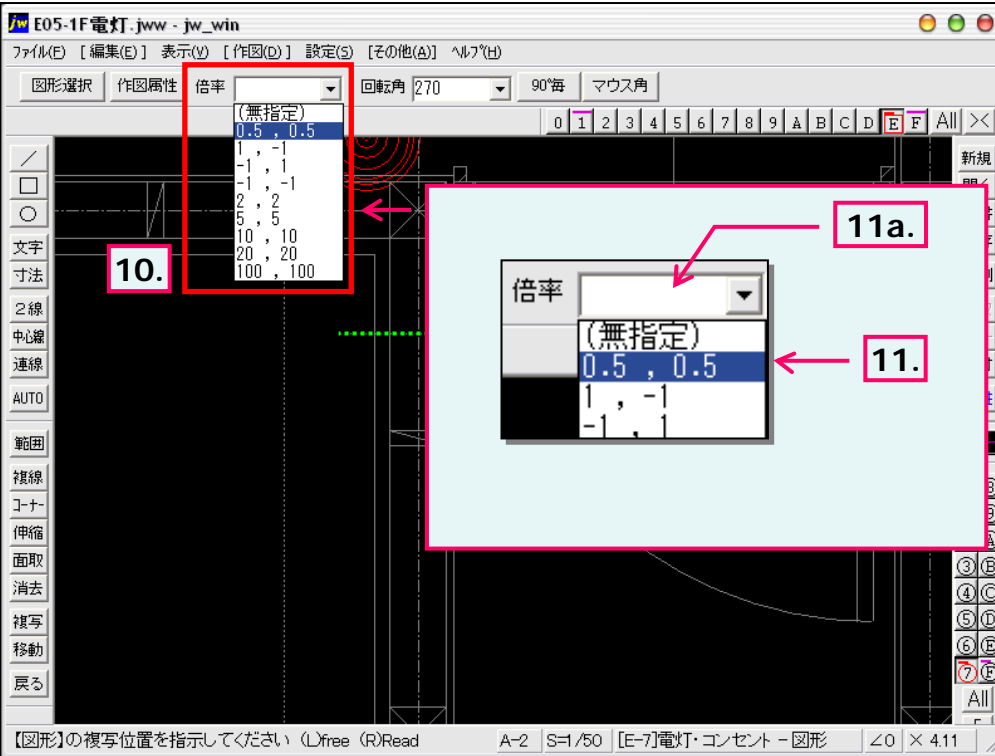 E05-1F電灯.jww - jw_win
ファイル(F) [編集(E)] 表示(V) [作図(D)] 設定(S) [その他(A)] ヘルプ(H)
図形選択 作図属性 倍率 回転角 270 90°毎 マウス角
0 1 2 3 4 5 6 7 8 9 A B C D E F All ><
(無指定)
0.5 , 0.5
1 , -1
-1 , 1
-1 , -1
2 , 2
5 , 5
10 , 10
20 , 20
100 , 100
10.
11a.
倍率
(無指定)
0.5 , 0.5
1 , -1
-1 , 1
11.
文字
寸法
2線
中心線
連線
AUTO
範囲
複線
コーナー
伸縮
面取
消去
複写
移動
戻る
新規
③ Ⓑ
④ Ⓒ
⑤ Ⓓ
⑥ Ⓔ
⑦ Ⓕ
All
【図形】の複写位置を指示してください (L)free (R)Read
A-2 S=1/50 [E-7]電灯・コンセント - 図形 ∠0 × 4.11